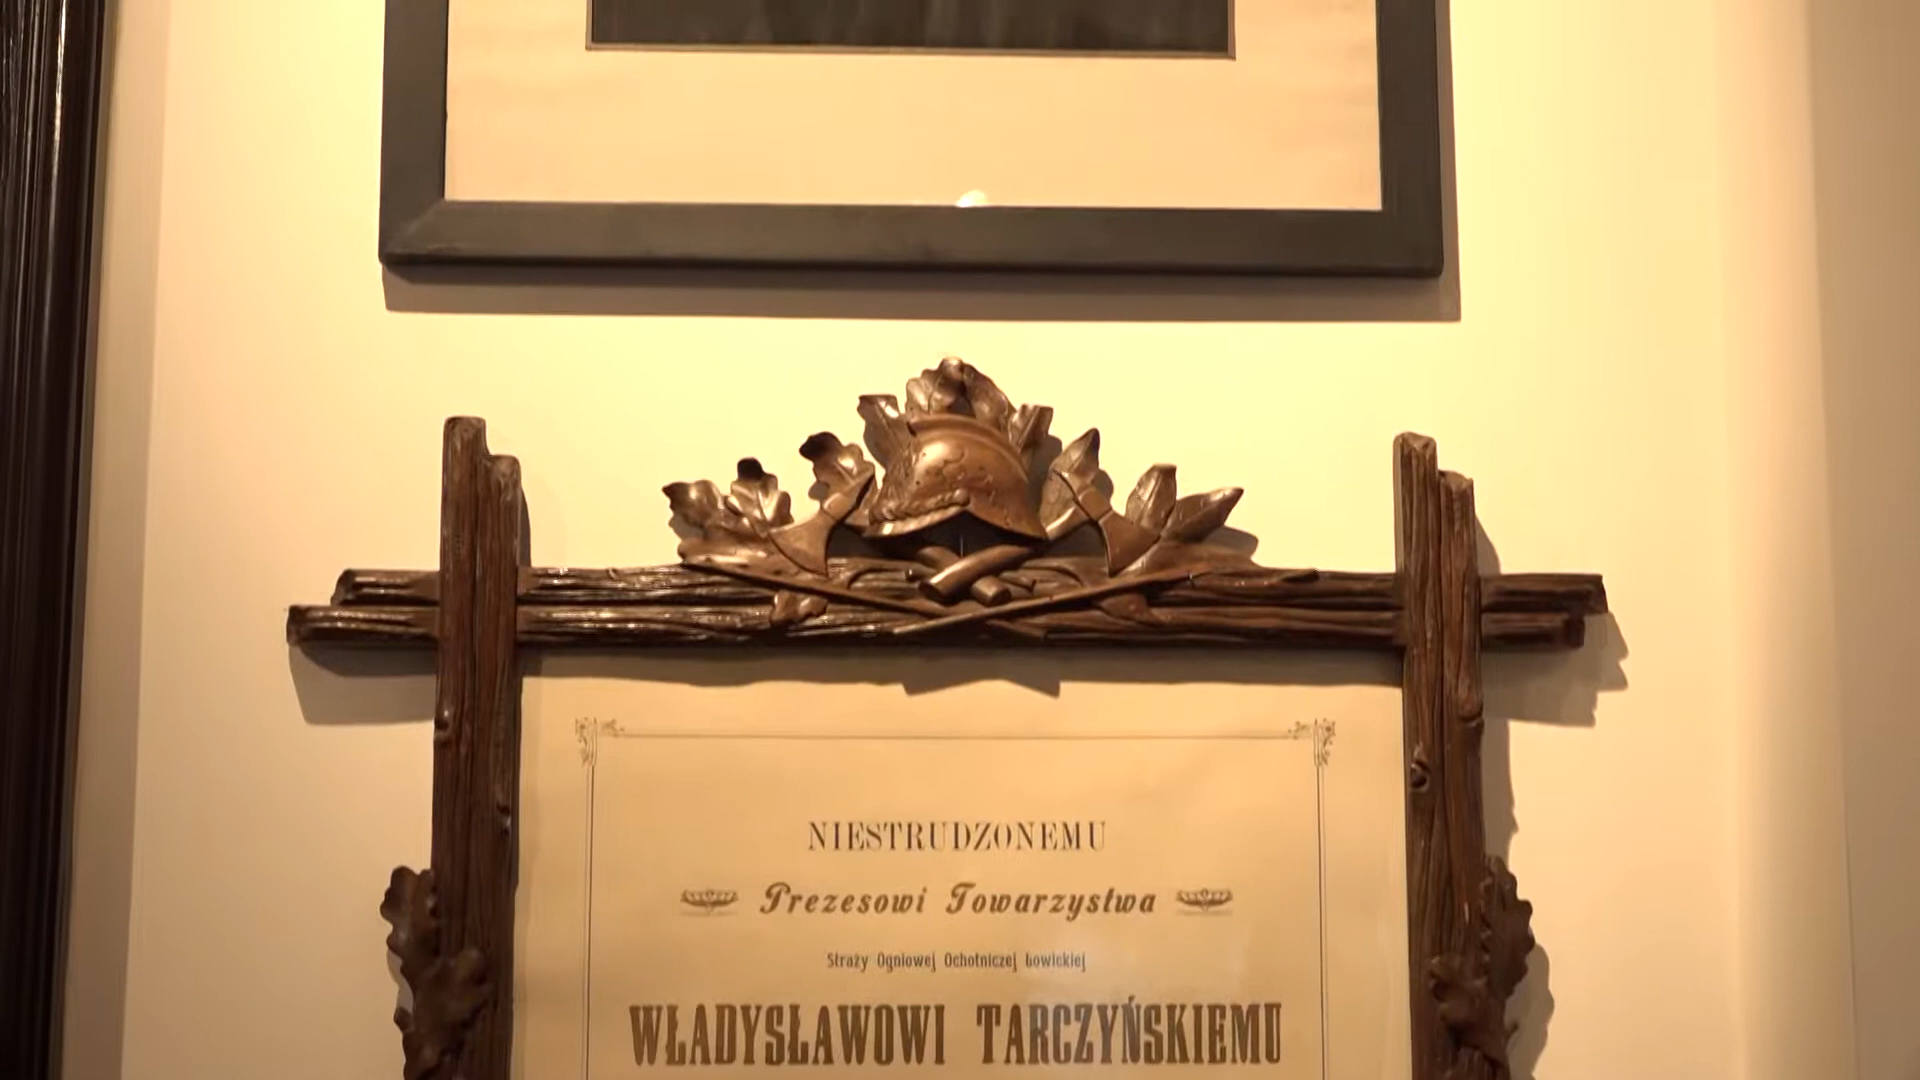 NIESTRUDZONEMU
Prezesowi Towarzystwa
Straży Ogniowej Ochotniczej Łowickiej
WŁADYSŁAWOWI TARCZYŃSKIEMU